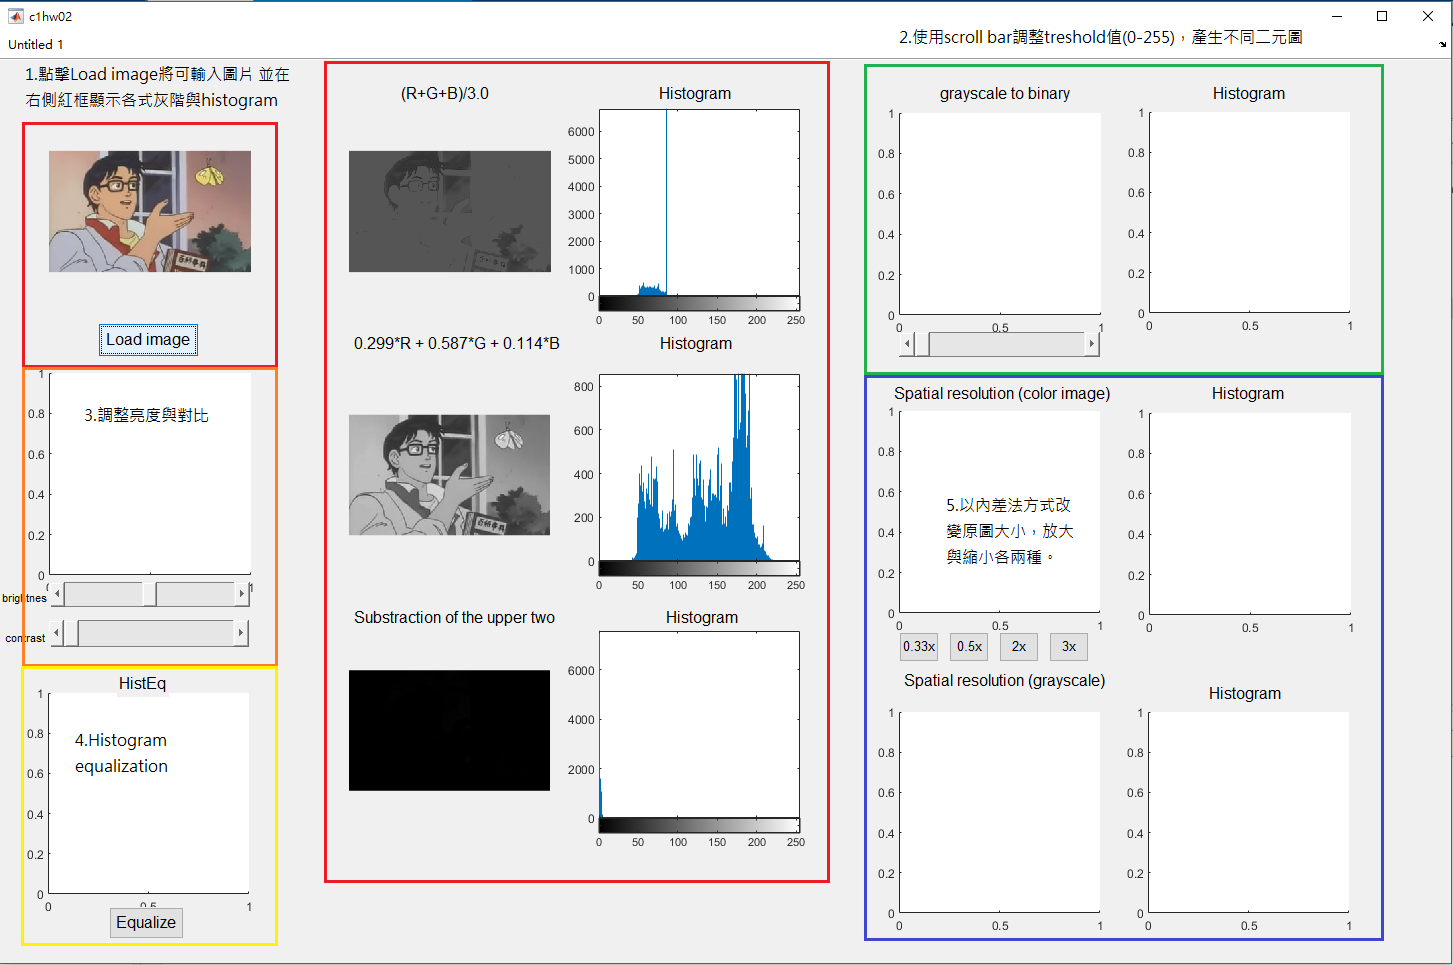 c1hw02
Untitled 1
2.使用scroll bar調整treshold值(0-255)，產生不同二元圖
1.點擊Load image將可輸入圖片 並在
右側紅框顯示各式灰階與histogram
Load image
3.調整亮度與對比
1
0.8
0.6
0.4
0.2
0
brightnes
contrast
HistEq
4.Histogram
equalization
1
0.8
0.6
0.4
0.2
0
0 0.5 1
Equalize
(R+G+B)/3.0
Histogram
6000
5000
4000
3000
2000
1000
0
0 50 100 150 200 250
0.299*R + 0.587*G + 0.114*B
Histogram
百科事典
800
600
400
200
0
0 50 100 150 200 250
Substraction of the upper two
Histogram
6000
4000
2000
0
0 50 100 150 200 250
grayscale to binary
Histogram
1
0.8
0.6
0.4
0.2
0
0 0.5 1
1
0.8
0.6
0.4
0.2
0
0 0.5 1
Spatial resolution (color image)
Histogram
5.以內差法方式改
變原圖大小，放大
與縮小各兩種。
1
0.8
0.6
0.4
0.2
0
0 0.5 1
1
0.8
0.6
0.4
0.2
0
0 0.5 1
0.33x
0.5x
2x
3x
Spatial resolution (grayscale)
Histogram
1
0.8
0.6
0.4
0.2
0
0 0.5 1
1
0.8
0.6
0.4
0.2
0
0 0.5 1